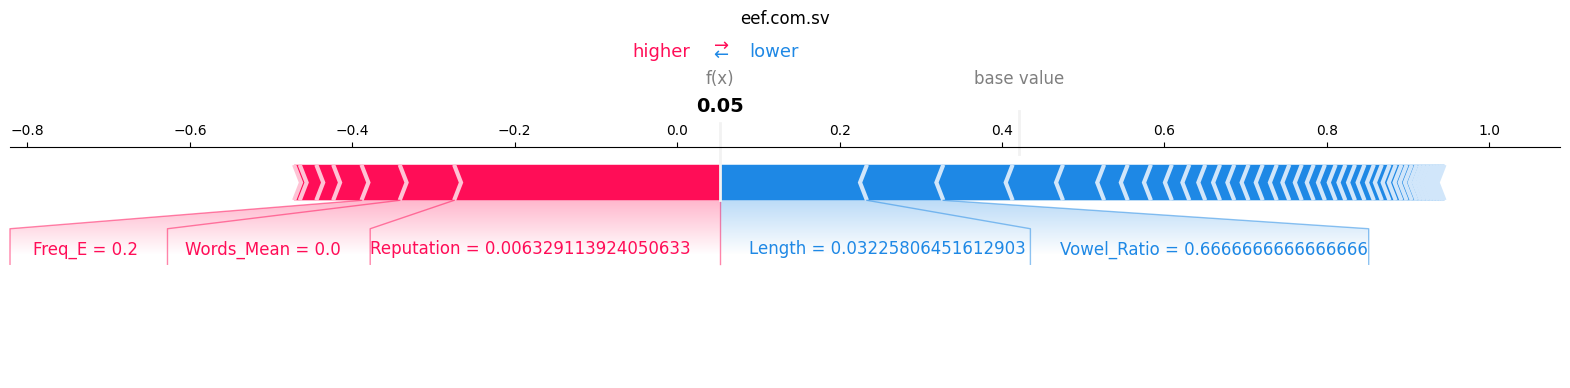 eef.com.sv
higher ⇄ lower
f(x) base value
0.05
−0.8 −0.6 −0.4 −0.2 0.0 0.2 0.4 0.6 0.8 1.0
Freq_E = 0.2 Words_Mean = 0.0 Reputation = 0.006329113924050633 Length = 0.03225806451612903 Vowel_Ratio = 0.6666666666666666